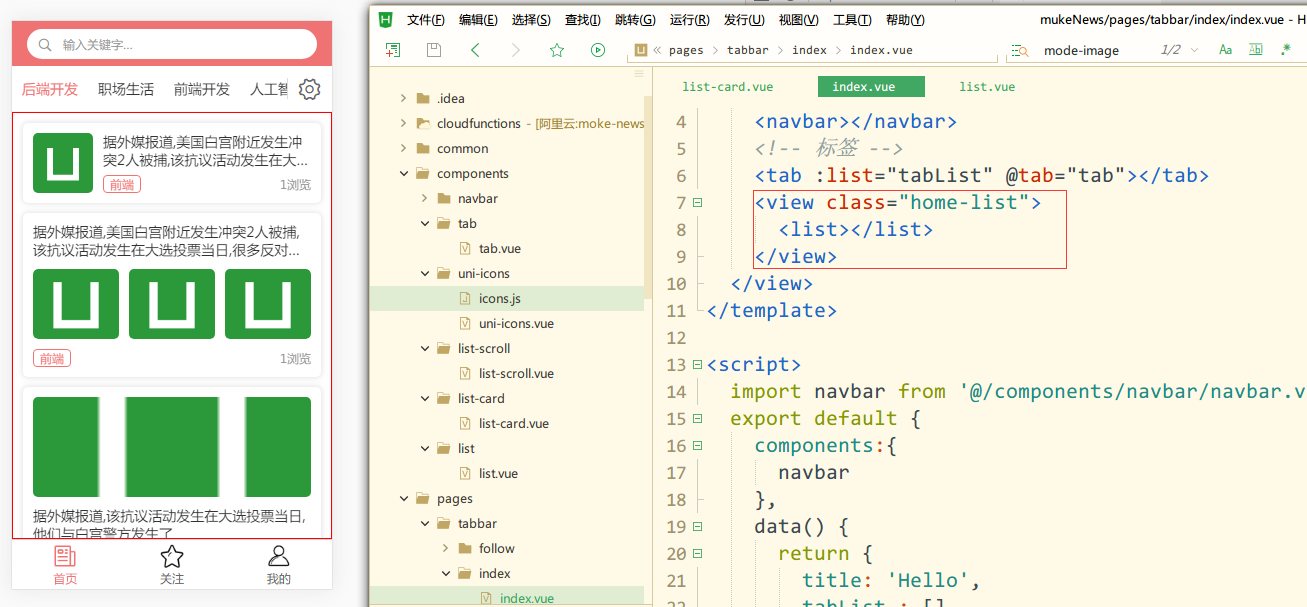 输入关键字...
后端开发 职场生活 前端开发 人工智
据外媒报道,美国白宫附近发生冲
突2人被捕,该抗议活动发生在大...
前端 1浏览
据外媒报道,美国白宫附近发生冲突2人被捕,
该抗议活动发生在大选投票当日,很多反对...
前端 1浏览
据外媒报道,该抗议活动发生在大选投票当日,
他们与白宫警方发生了
首页 关注 我的
文件(F) 编辑(E) 选择(S) 查找(I) 跳转(G) 运行(R) 发行(U) 视图(V) 工具(T) 帮助(Y) mukeNews/pages/tabbar/index/index.vue - H
« pages > tabbar > index > index.vue mode-image 1/2 Aa Ab .*
.idea
cloudfunctions - [阿里云:moke-news
common
components
navbar
tab
tab.vue
uni-icons
icons.js
uni-icons.vue
list-scroll
list-scroll.vue
list-card
list-card.vue
list
list.vue
pages
tabbar
follow
index
index.vue
list-card.vue index.vue list.vue
4 <navbar></navbar>
5 <!-- 标签 -->
6 <tab :list="tabList" @tab="tab"></tab>
7 <view class="home-list">
8 <list></list>
9 </view>
10 </view>
11 </template>
12
13 <script>
14 import navbar from '@/components/navbar/navbar.v
15 export default {
16 components:{
17 navbar
18 },
19 data() {
20 return {
21 title: 'Hello',
22 tabList : []